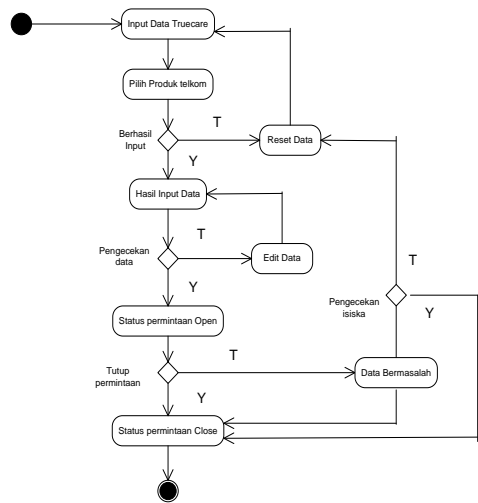 Input Data Truecare
Pilih Produk telkom
Berhasil
Input
T
Reset Data
Y
Hasil Input Data
T
Pengecekan
data
Edit Data
T
Y
Pengecekan
isiska
Y
Status permintaan Open
Tutup
permintaan
T
Data Bermasalah
Y
Status permintaan Close